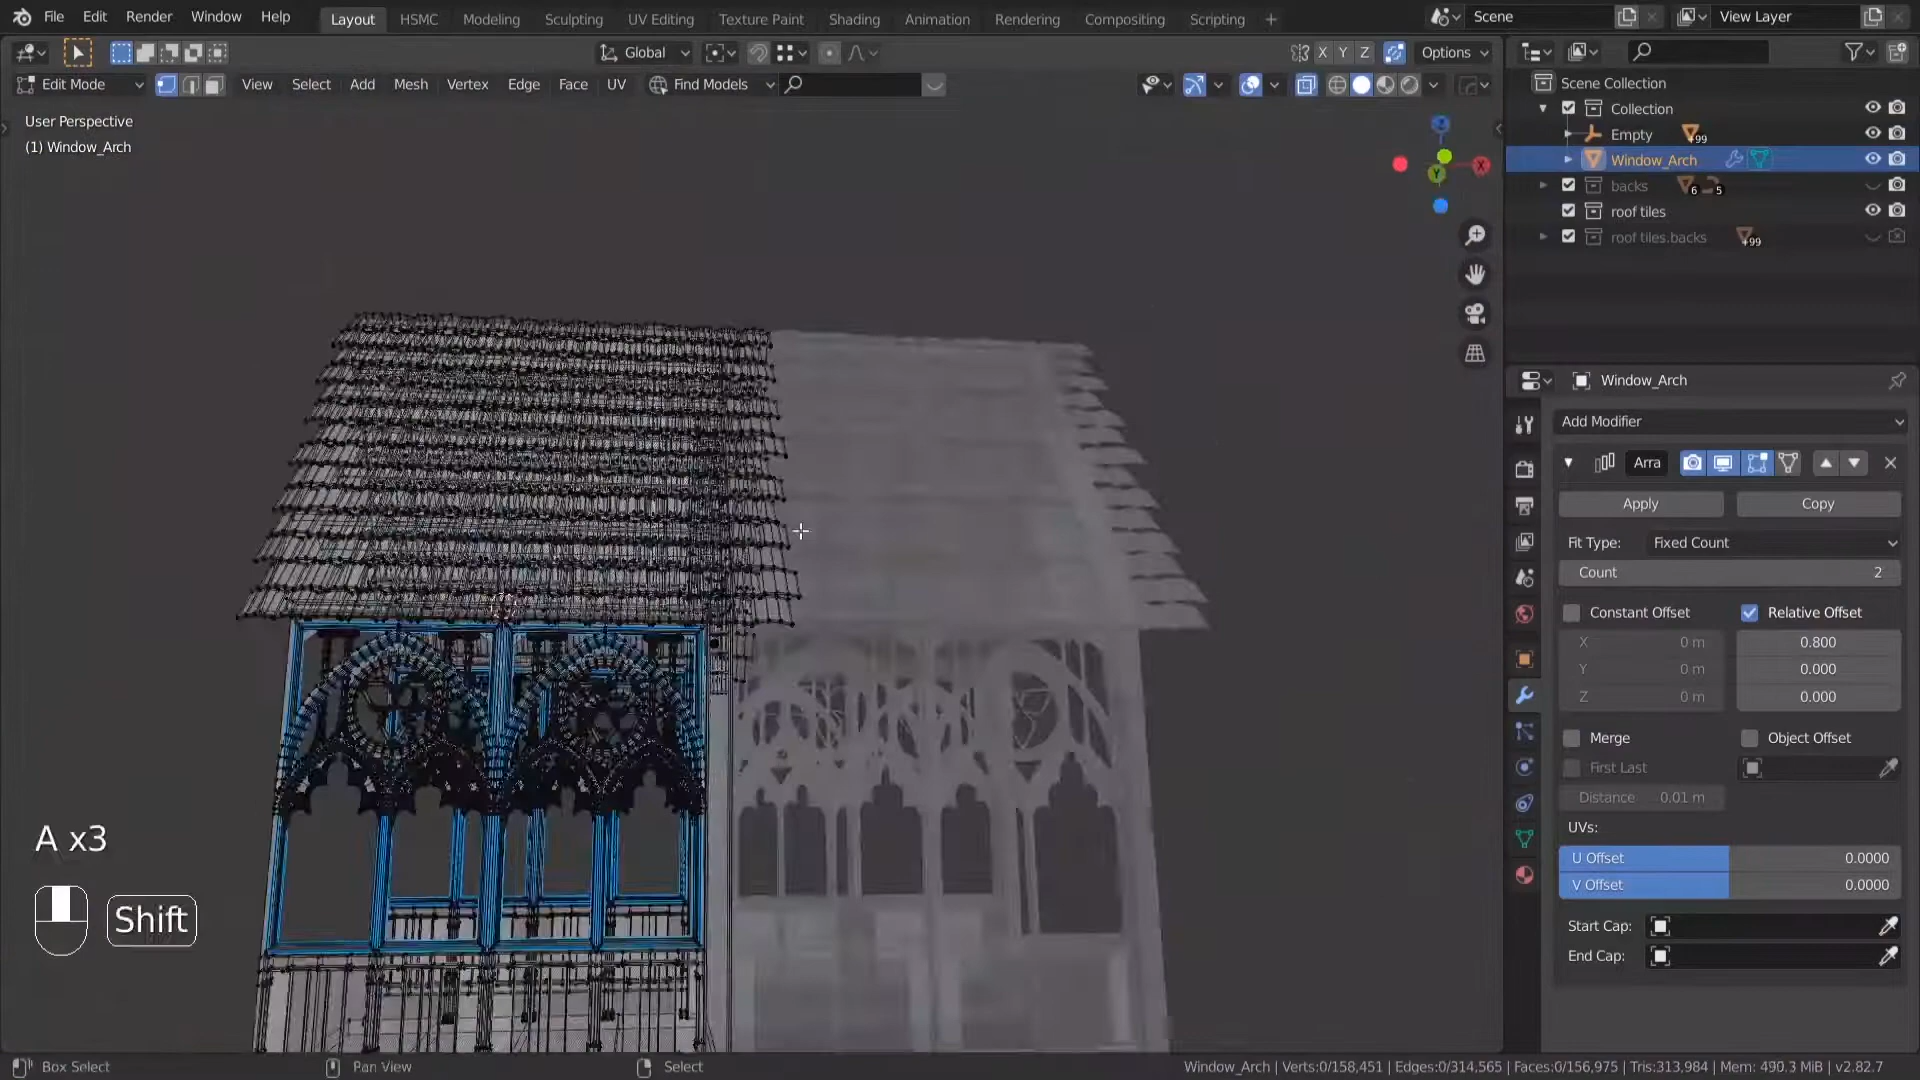 File Edit Render Window Help Layout HSMC Modeling Sculpting UV Editing Texture Paint Shading Animation Rendering Compositing Scripting + Scene View Layer
Global X Y Z Options
Edit Mode View Select Add Mesh Vertex Edge Face UV Find Models
User Perspective
(1) Window_Arch
Scene Collection
Collection
Empty +99
Window_Arch
backs 6 5
roof tiles
roof tiles.backs +99
X
Y
Window_Arch
Add Modifier
Arra
Apply Copy
Fit Type: Fixed Count
Count 2
Constant Offset Relative Offset
X 0 m 0.800
Y 0 m 0.000
Z 0 m 0.000
Merge Object Offset
First Last
Distance 0.01 m
UVs:
U Offset 0.0000
V Offset 0.0000
Start Cap:
End Cap:
A x3
Shift
Box Select Pan View Select Window_Arch | Verts:0/158,451 | Edges:0/314,565 | Faces:0/156,975 | Tris:313,984 | Mem: 490.3 MiB | v2.82.7